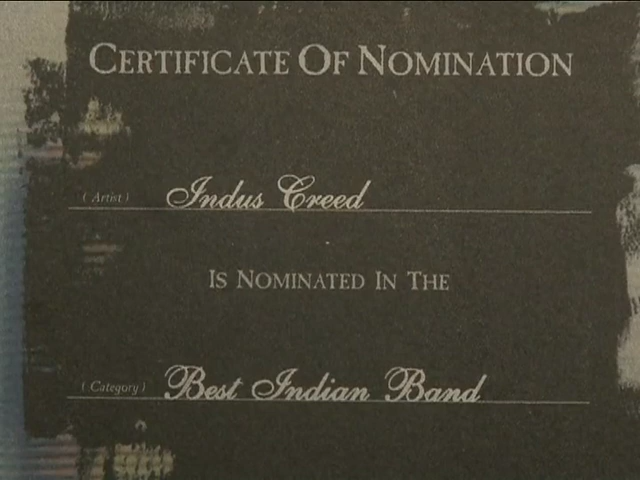 CERTIFICATE OF NOMINATION
( Artist ) Indus Creed
IS NOMINATED IN THE
( Category ) Best Indian Band